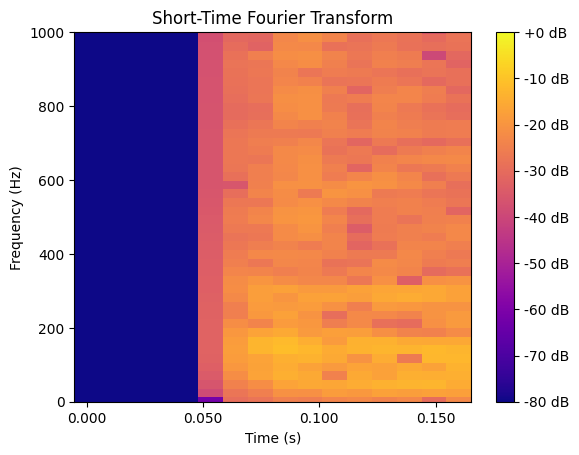 Short-Time Fourier Transform
1000
800
600
400
200
0
Frequency (Hz)
0.000
0.050
0.100
0.150
Time (s)
+0 dB
-10 dB
-20 dB
-30 dB
-40 dB
-50 dB
-60 dB
-70 dB
-80 dB